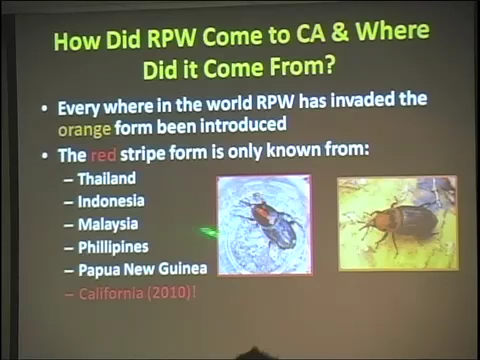 How Did RPW Come to CA & Where
Did it Come From?
• Every where in the world RPW has invaded the
orange form been introduced
• The red stripe form is only known from:
– Thailand
– Indonesia
– Malaysia
– Phillipines
– Papua New Guinea
– California (2010)!